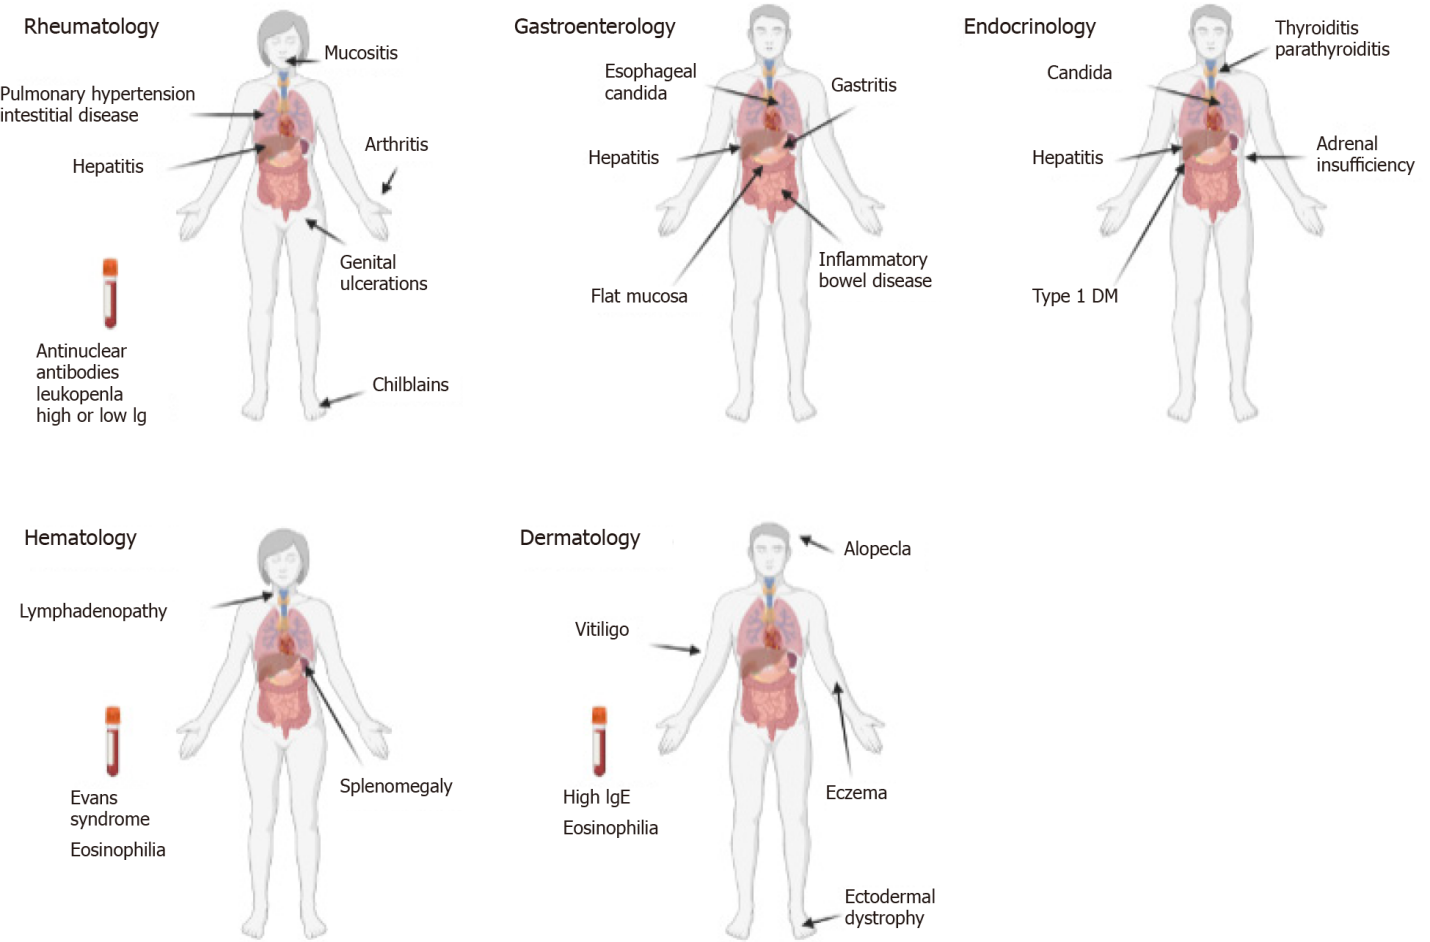 Rheumatology
Mucositis
Pulmonary hypertension
intestitial disease
Arthritis
Hepatitis
Genital
ulcerations
Antinuclear
antibodies
leukopenla
high or low lg
Chilblains
Gastroenterology
Esophageal
candida
Gastritis
Hepatitis
Inflammatory
bowel disease
Flat mucosa
Endocrinology
Thyroiditis
parathyroiditis
Candida
Adrenal
insufficiency
Hepatitis
Type 1 DM
Hematology
Lymphadenopathy
Splenomegaly
Evans
syndrome
Eosinophilia
Dermatology
Alopecla
Vitiligo
Eczema
High lgE
Eosinophilia
Ectodermal
dystrophy